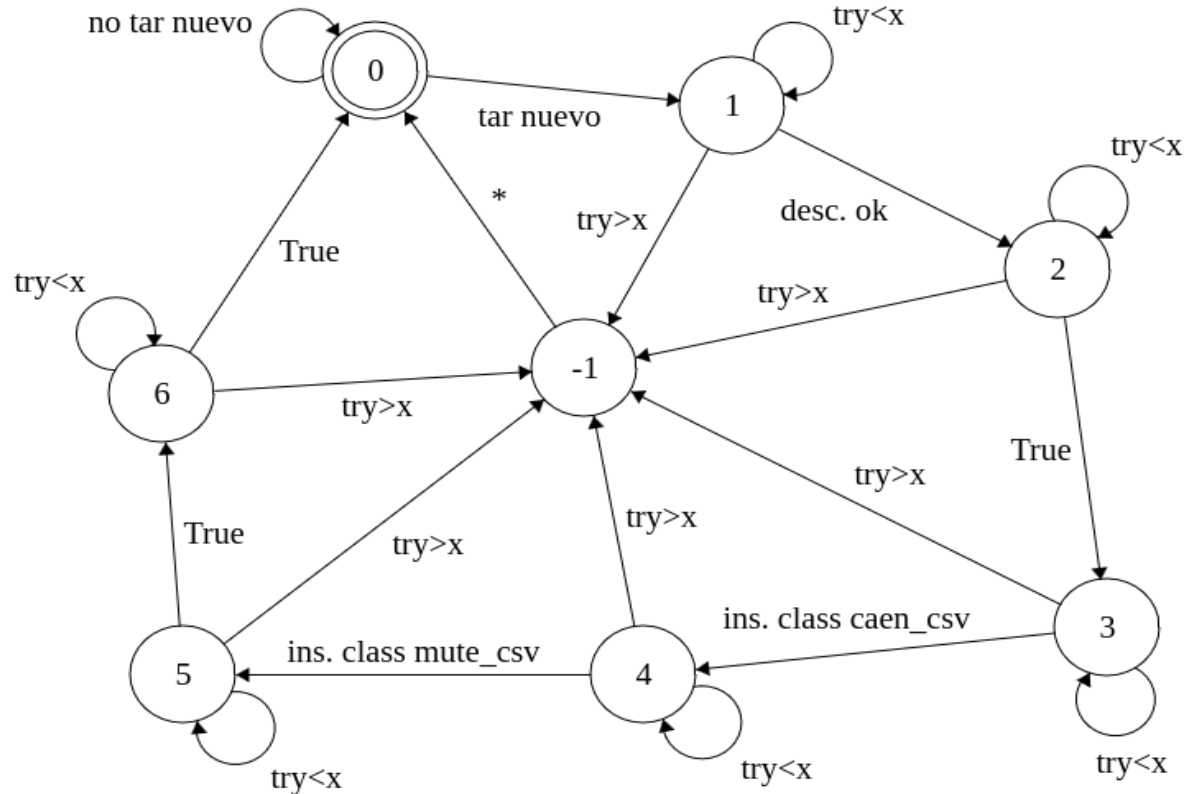 try<x
no tar nuevo
0
1
tar nuevo
try<x
*
desc. ok
try>x
True
2
try<x
try>x
-1
6
try>x
True
try>x
try>x
True
try>x
ins. class caen_csv
3
ins. class mute_csv
5
4
try<x
try<x
try<x